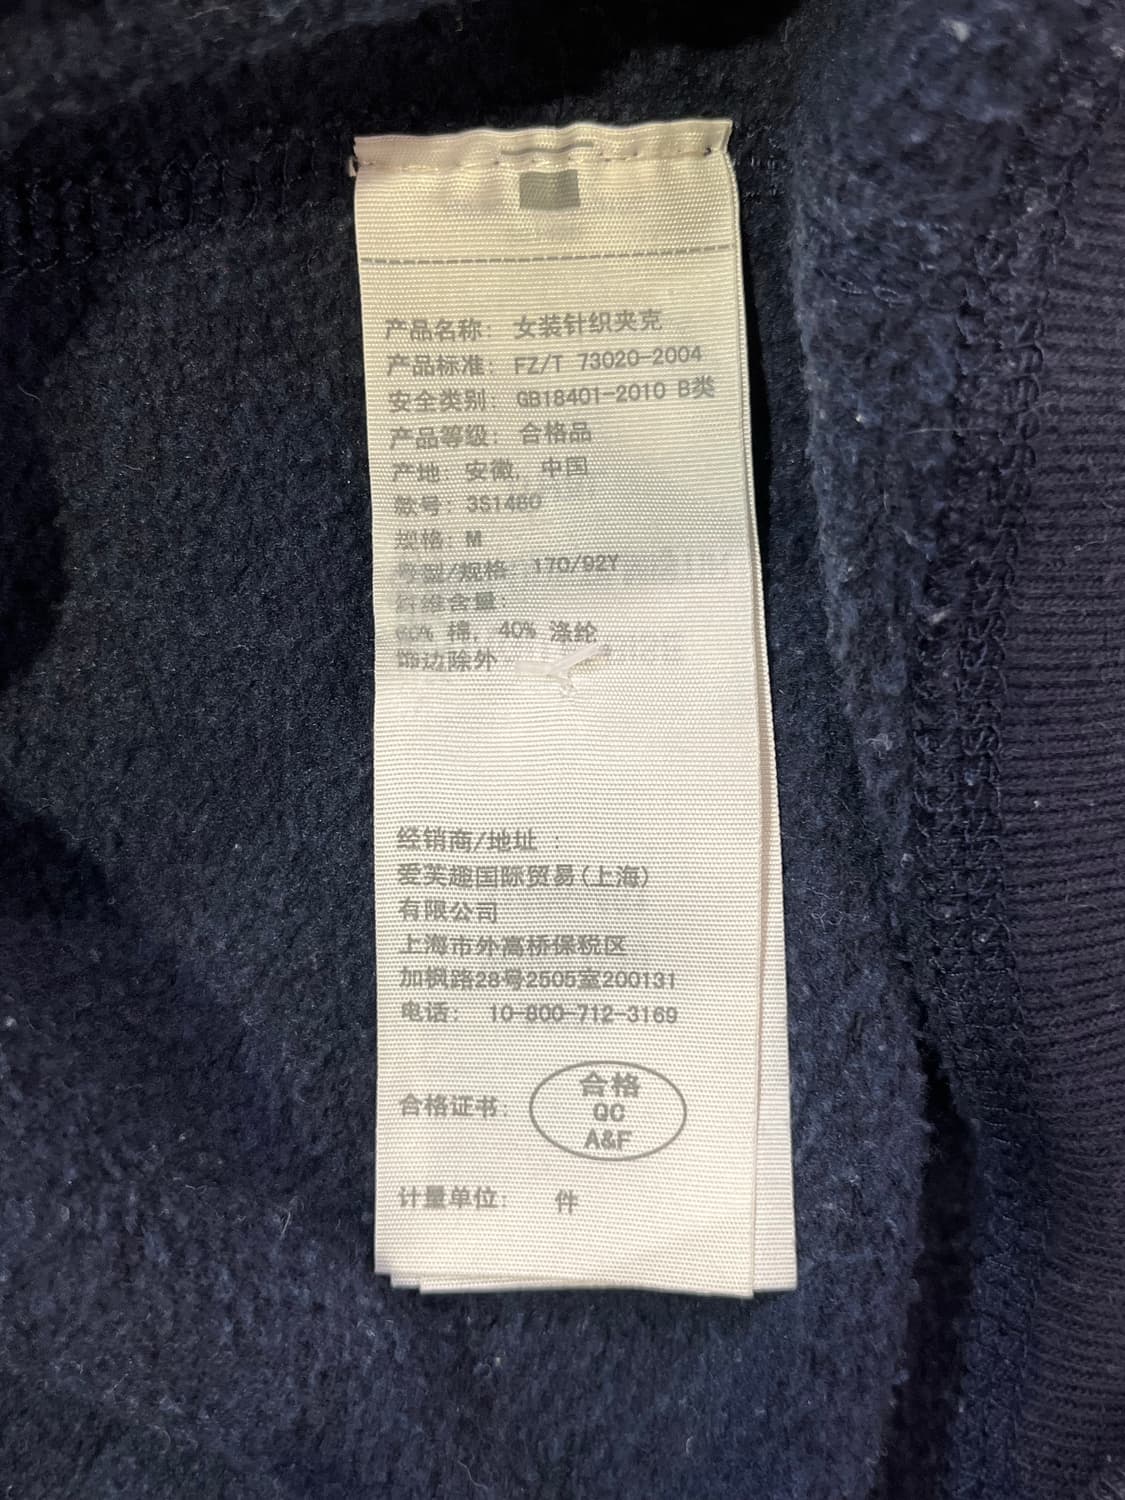 产品名称: 女装针织夹克
产品标准: FZ/T 73020-2004
安全类别: GB18401-2010 B类
产品等级: 合格品
产地: 安徽, 中国
款号: 3S1480
规格: M
号型/规格: 170/92Y
纤维含量:
60% 棉, 40% 涤纶
饰边除外
经销商/地址 :
爱芙趣国际贸易(上海)
有限公司
上海市外高桥保税区
加枫路28号2505室200131
电话: 10-800-712-3169
合格证书:
合格
QC
A&F
计量单位: 件